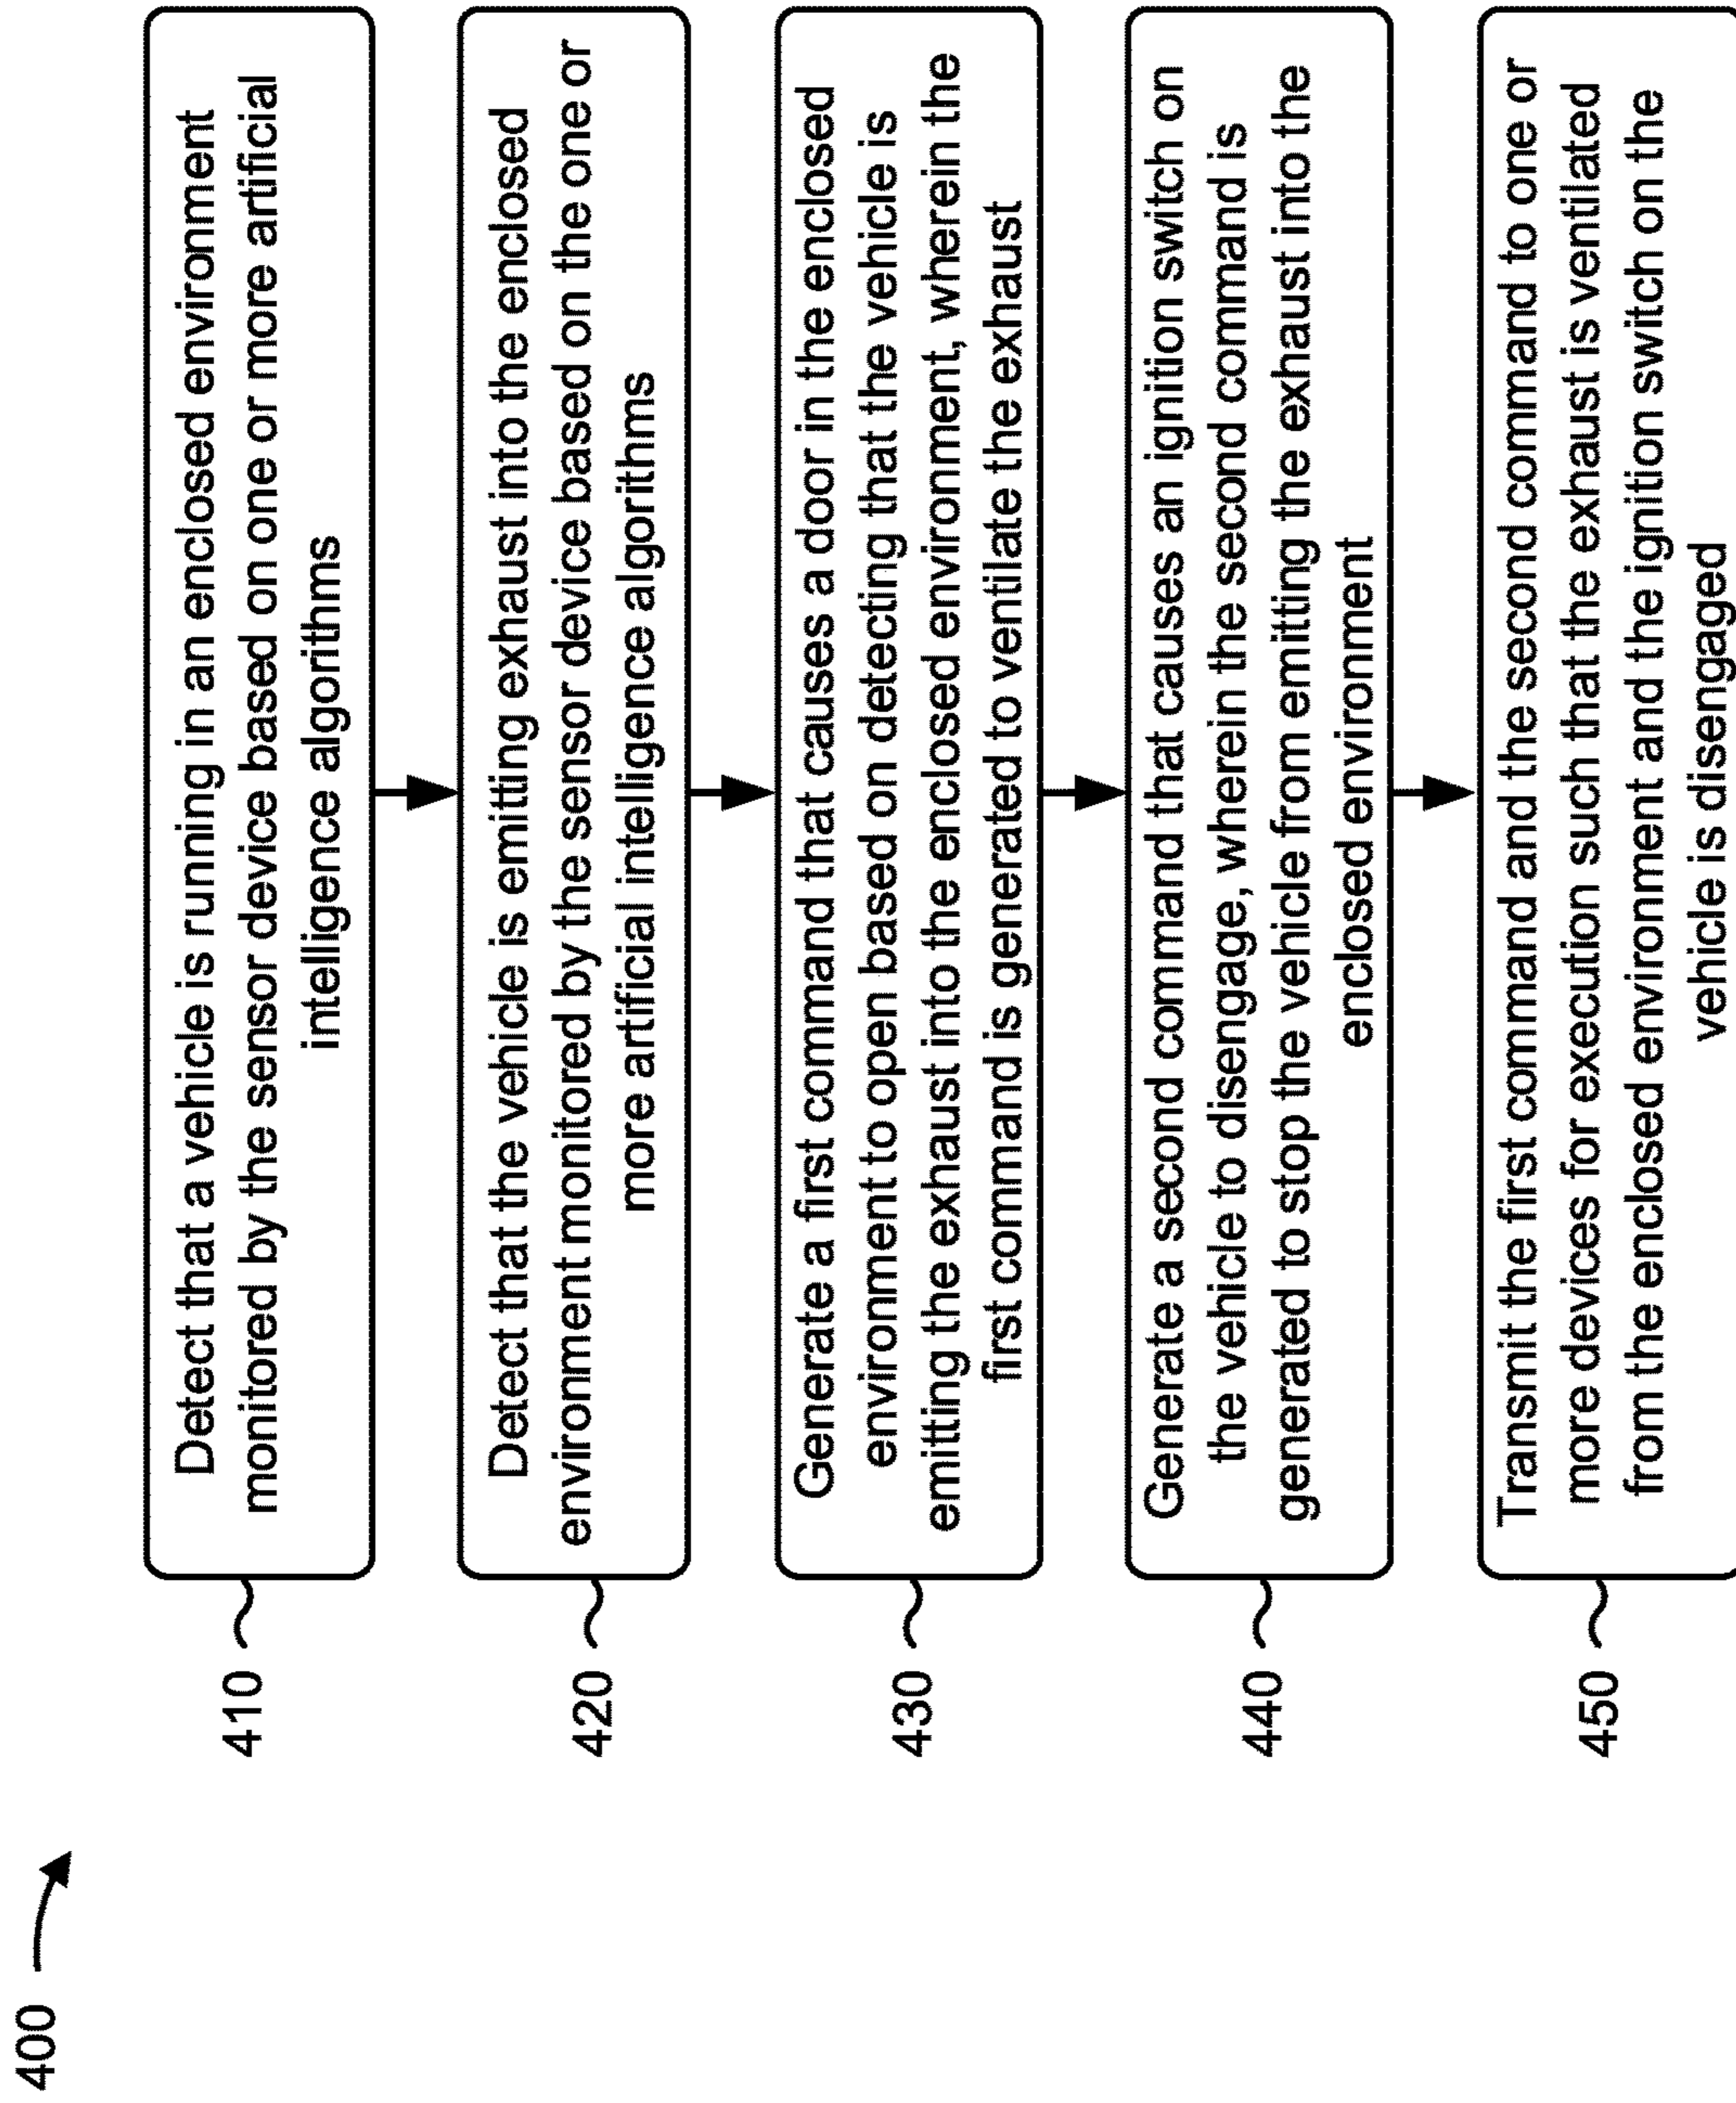 400
410
Detect that a vehicle is running in an enclosed environment
monitored by the sensor device based on one or more artificial
intelligence algorithms
420
Detect that the vehicle is emitting exhaust into the enclosed
environment monitored by the sensor device based on the one or
more artificial intelligence algorithms
430
Generate a first command that causes a door in the enclosed
environment to open based on detecting that the vehicle is
emitting the exhaust into the enclosed environment, wherein the
first command is generated to ventilate the exhaust
440
Generate a second command that causes an ignition switch on
the vehicle to disengage, wherein the second command is
generated to stop the vehicle from emitting the exhaust into the
enclosed environment
450
Transmit the first command and the second command to one or
more devices for execution such that the exhaust is ventilated
from the enclosed environment and the ignition switch on the
vehicle is disengaged